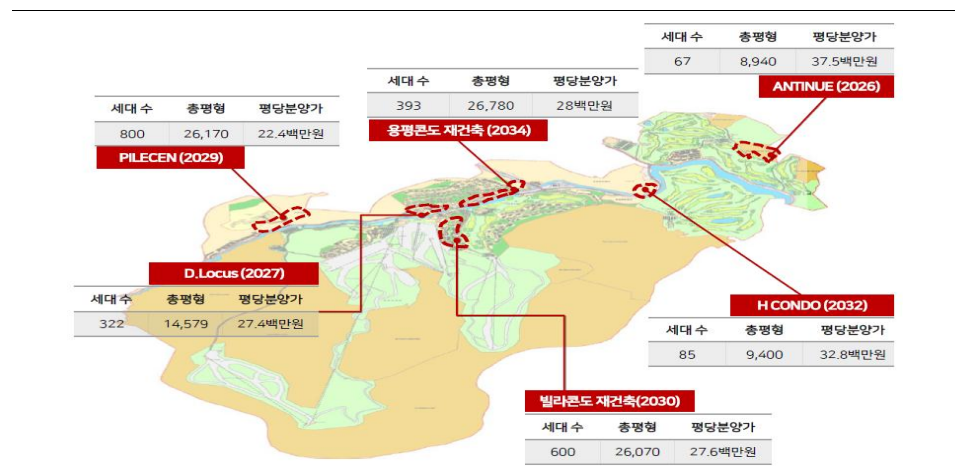 세대 수 총평형 평당분양가
67 8,940 37.5백만원
ANTINUE (2026)
세대 수 총평형 평당분양가
393 26,780 28백만원
용평콘도 재건축 (2034)
세대 수 총평형 평당분양가
800 26,170 22.4백만원
PILECEN (2029)
D.Locus (2027)
세대 수 총평형 평당분양가
322 14,579 27.4백만원
H CONDO (2032)
세대 수 총평형 평당분양가
85 9,400 32.8백만원
빌라콘도 재건축(2030)
세대 수 총평형 평당분양가
600 26,070 27.6백만원